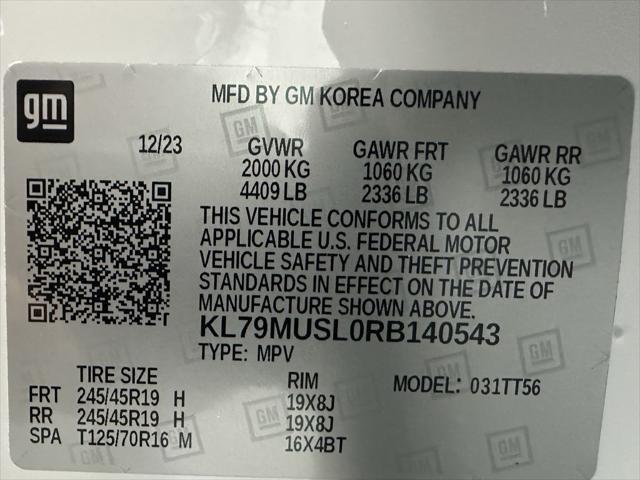 gm
MFD BY GM KOREA COMPANY
12/23 GVWR GAWR FRT GAWR RR
2000 KG 1060 KG 1060 KG
4409 LB 2336 LB 2336 LB
THIS VEHICLE CONFORMS TO ALL
APPLICABLE U.S. FEDERAL MOTOR
VEHICLE SAFETY AND THEFT PREVENTION
STANDARDS IN EFFECT ON THE DATE OF
MANUFACTURE SHOWN ABOVE.
KL79MUSL0RB140543
TYPE: MPV
TIRE SIZE RIM MODEL: 031TT56
FRT 245/45R19 H 19X8J
RR 245/45R19 H 19X8J
SPA T125/70R16 M 16X4BT